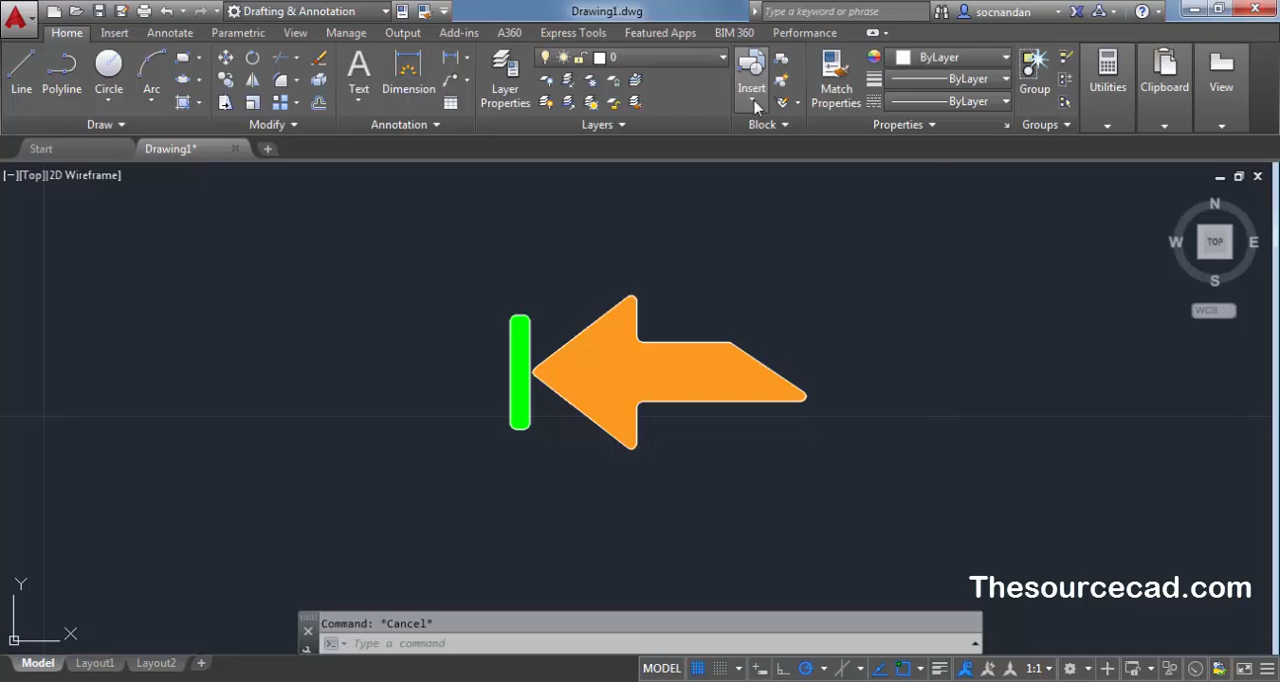 Drafting & Annotation
Drawing1.dwg
Type a keyword or phrase
socnandan
Home Insert Annotate Parametric View Manage Output Add-ins A360 Express Tools Featured Apps BIM 360 Performance
0
ByLayer
ByLayer
ByLayer
Line Polyline Circle Arc
Text Dimension
Layer
Properties
Insert
Match
Properties
Group
Utilities
Clipboard
View
Draw Modify Annotation Layers Block Properties Groups
Start Drawing1*
[−][Top][2D Wireframe]
N
W TOP E
S
WCS
Thesourcecad.com
Y
X
Command: *Cancel*
Type a command
Model Layout1 Layout2
MODEL 1:1